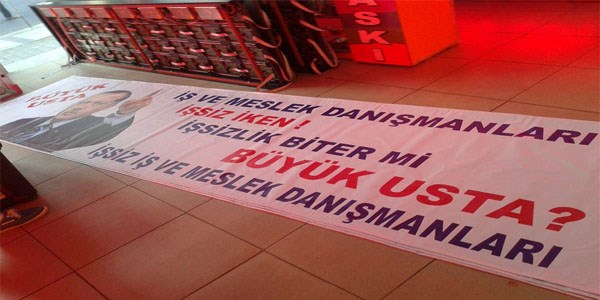 ASKI
BÜYÜK
USTA
İŞ VE MESLEK DANIŞMANLARI
İŞSİZ İKEN !
İŞSİZLİK BİTER Mİ
BÜYÜK USTA?
İŞSİZ İŞ VE MESLEK DANIŞMANLARI